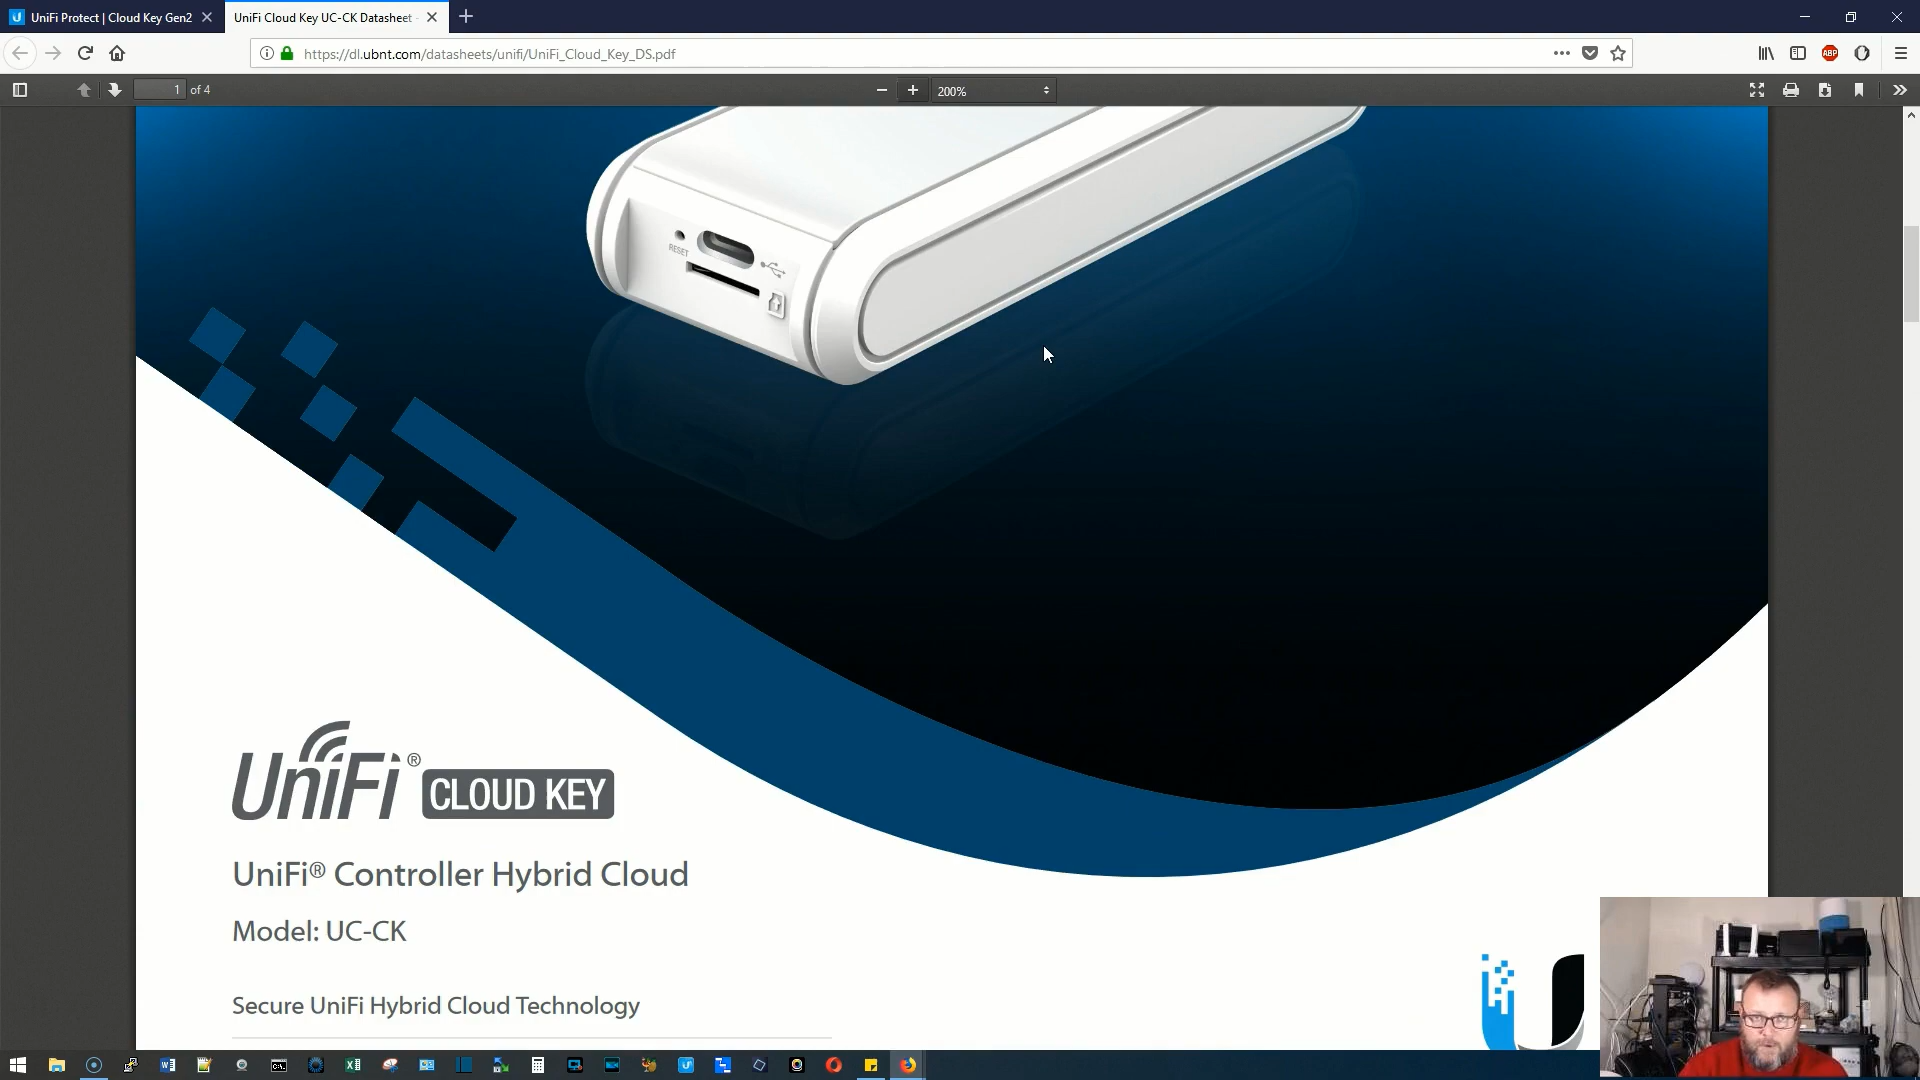 UniFi Protect | Cloud Key Gen2
UniFi Cloud Key UC-CK Datasheet
https://dl.ubnt.com/datasheets/unifi/UniFi_Cloud_Key_DS.pdf
ABP
1 of 4
200%
RESET
UniFi® CLOUD KEY
UniFi® Controller Hybrid Cloud
Model: UC-CK
Secure UniFi Hybrid Cloud Technology